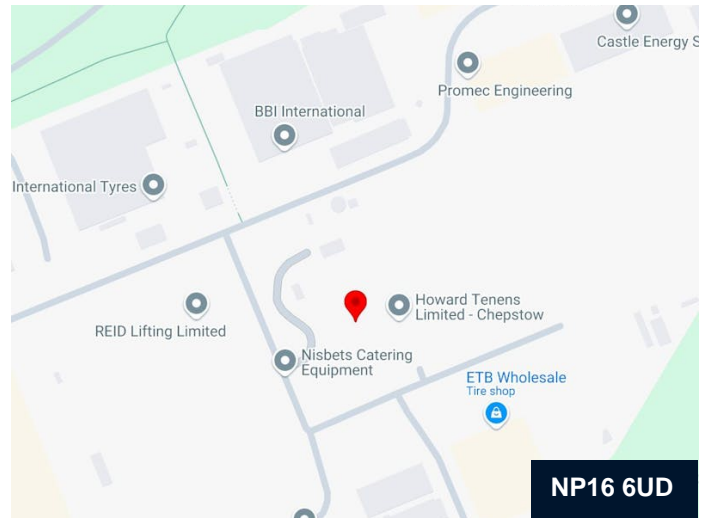 Castle Energy S
Promec Engineering
BBI International
International Tyres
Howard Tenens
Limited - Chepstow
REID Lifting Limited
Nisbets Catering
Equipment
ETB Wholesale
Tire shop
NP16 6UD